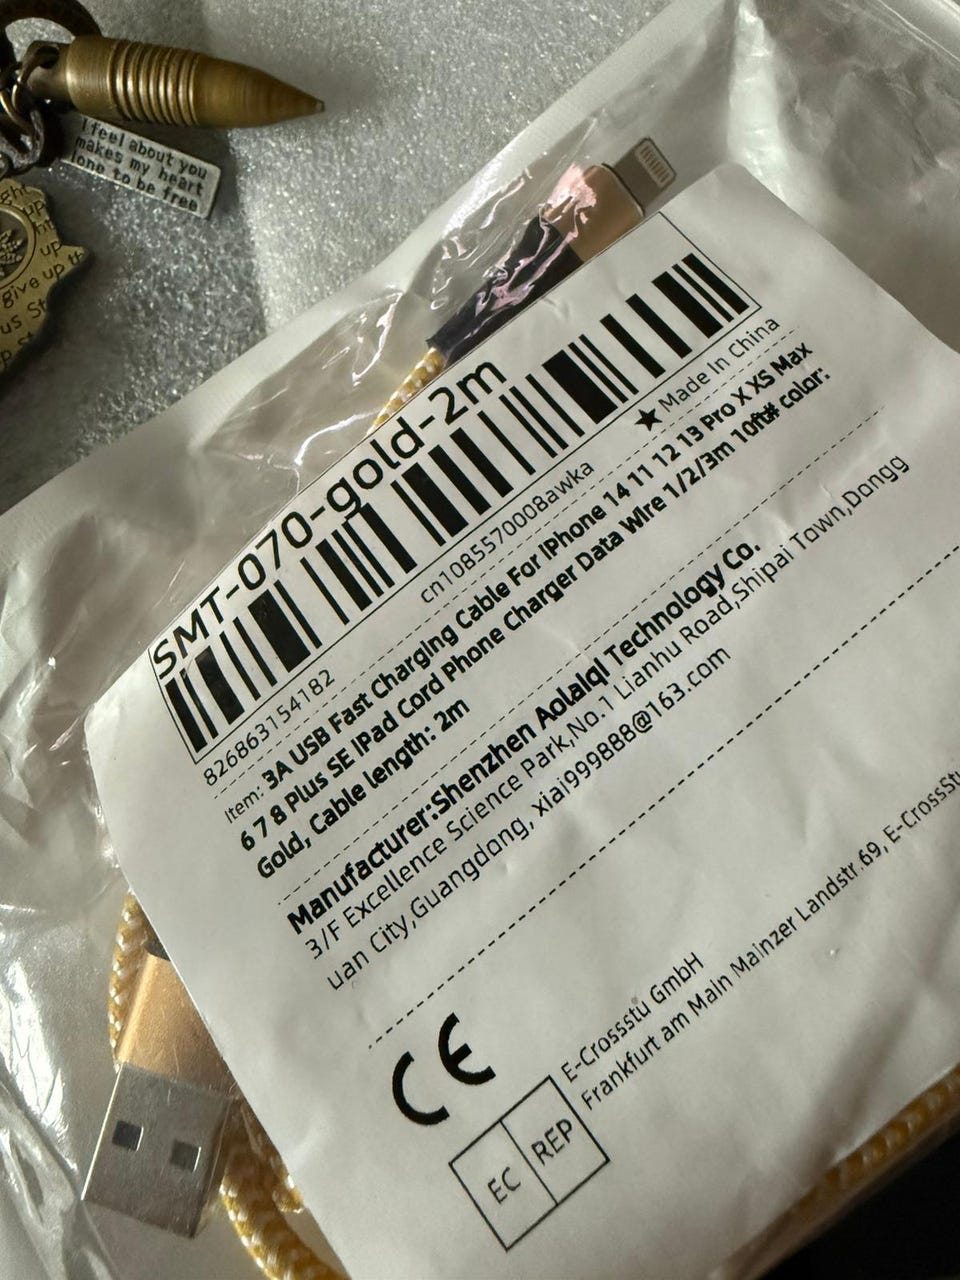 I feel about you
makes my heart
to be free
give up
SMT-070-gold-2m
826863154182
cn1085570008awka
★ Made In China
Item: 3A USB Fast Charging Cable For IPhone 14 11 12 13 Pro X XS Max
6 7 8 Plus SE IPad Cord Phone Charger Data Wire 1/2/3m 10ft# color:
Gold, Cable length: 2m
Manufacturer:Shenzhen Aolaiqi Technology Co.
3/F Excellence Science Park,No.1 Lianhu Road,Shipai Town,Dongg
uan City,Guangdong, xiai999888@163.com
CE
EC REP
E-Crossstu GmbH
Frankfurt am Main Mainzer Landstr.69, E-CrossStu